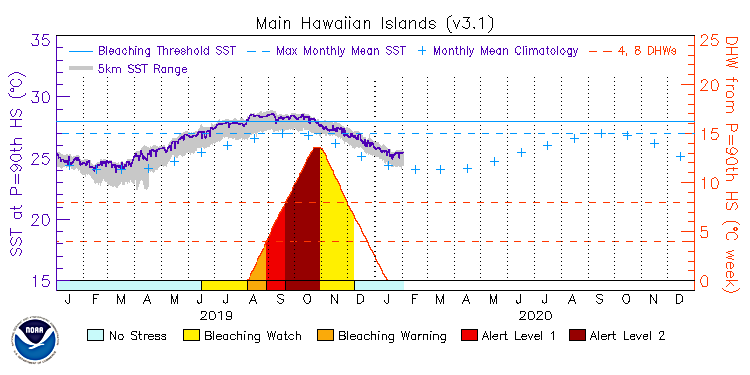 Main Hawaiian Islands (v3.1)
Bleaching Threshold SST Max Monthly Mean SST Monthly Mean Climatology 4, 8 DHWs
5km SST Range
SST at P=90th HS (°C)
35
30
25
20
15
DHW from P=90th HS (°C week)
25
20
15
10
5
0
J F M A M J J A S O N D J F M A M J J A S O N D
2019 2020
NOAA
No Stress Bleaching Watch Bleaching Warning Alert Level 1 Alert Level 2